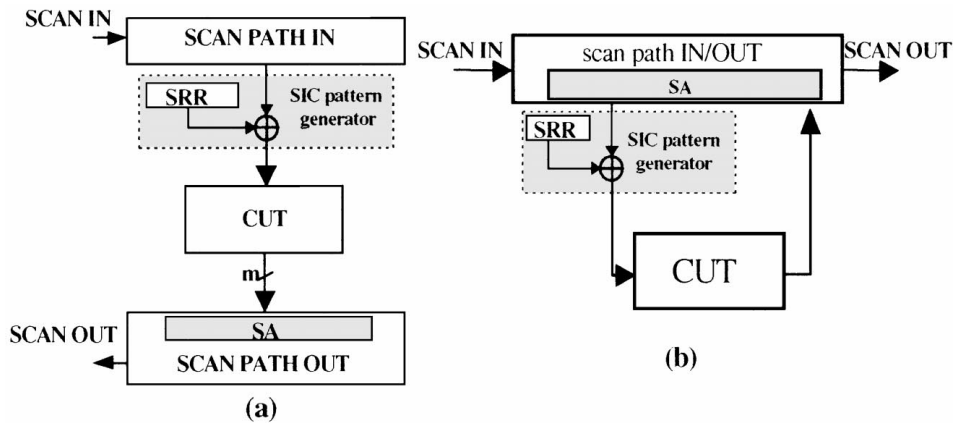 SCAN IN
SCAN PATH IN
SRR
SIC pattern
generator
CUT
m
SA
SCAN OUT
SCAN PATH OUT
(a)
SCAN IN
scan path IN/OUT
SCAN OUT
SA
SRR
SIC pattern
generator
CUT
(b)